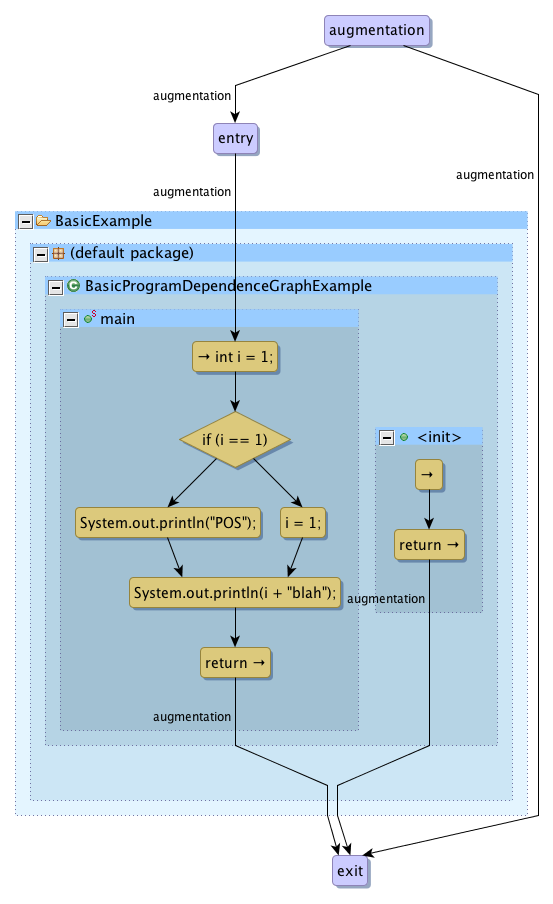 augmentation
augmentation
entry
augmentation
augmentation
BasicExample
(default package)
BasicProgramDependenceGraphExample
main
→ int i = 1;
if (i == 1)
<init>
→
System.out.println("POS");
i = 1;
return →
System.out.println(i + "blah");
augmentation
return →
augmentation
exit